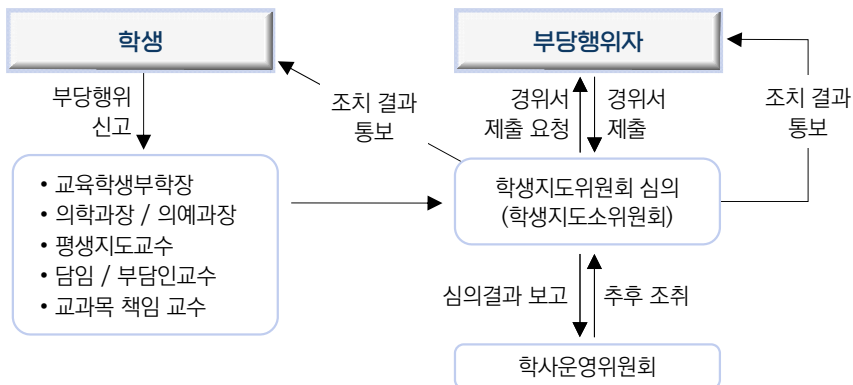 학생
부당행위자
부당행위
신고
조치 결과
통보
경위서
제출 요청
경위서
제출
조치 결과
통보
• 교육학생부학장
• 의학과장 / 의예과장
• 평생지도교수
• 담임 / 부담인교수
• 교과목 책임 교수
학생지도위원회 심의
(학생지도소위원회)
심의결과 보고
추후 조취
학사운영위원회